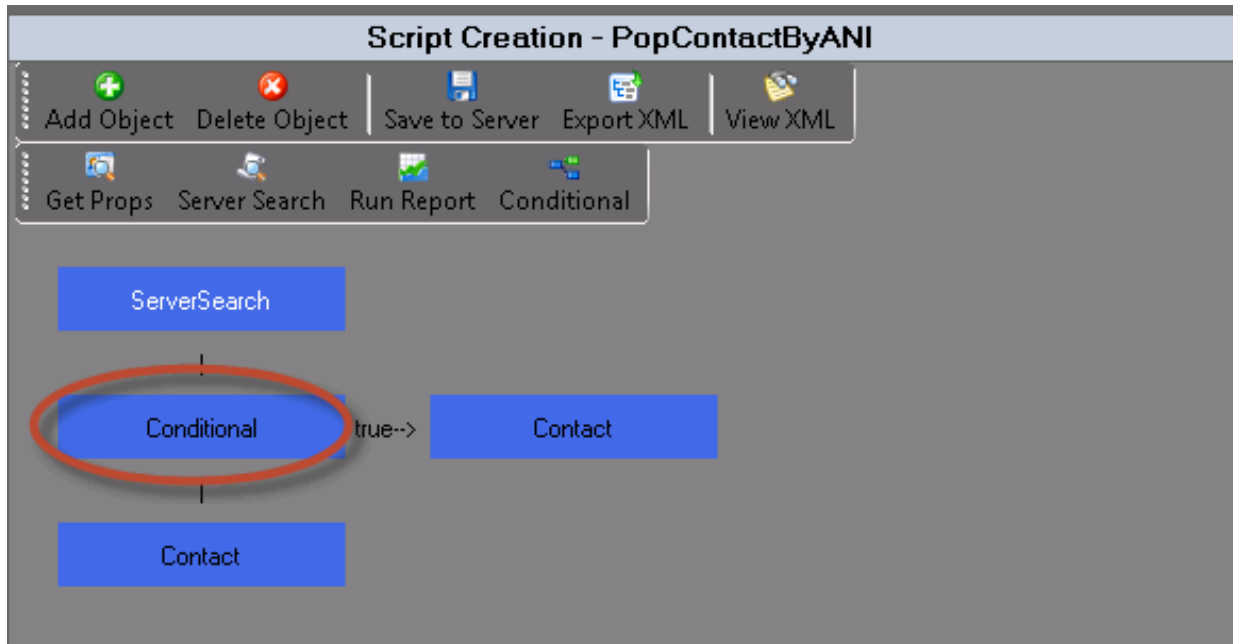 Script Creation - PopContactByANI
Add Object Delete Object Save to Server Export XML View XML
Get Props Server Search Run Report Conditional
ServerSearch
Conditional true--> Contact
Contact